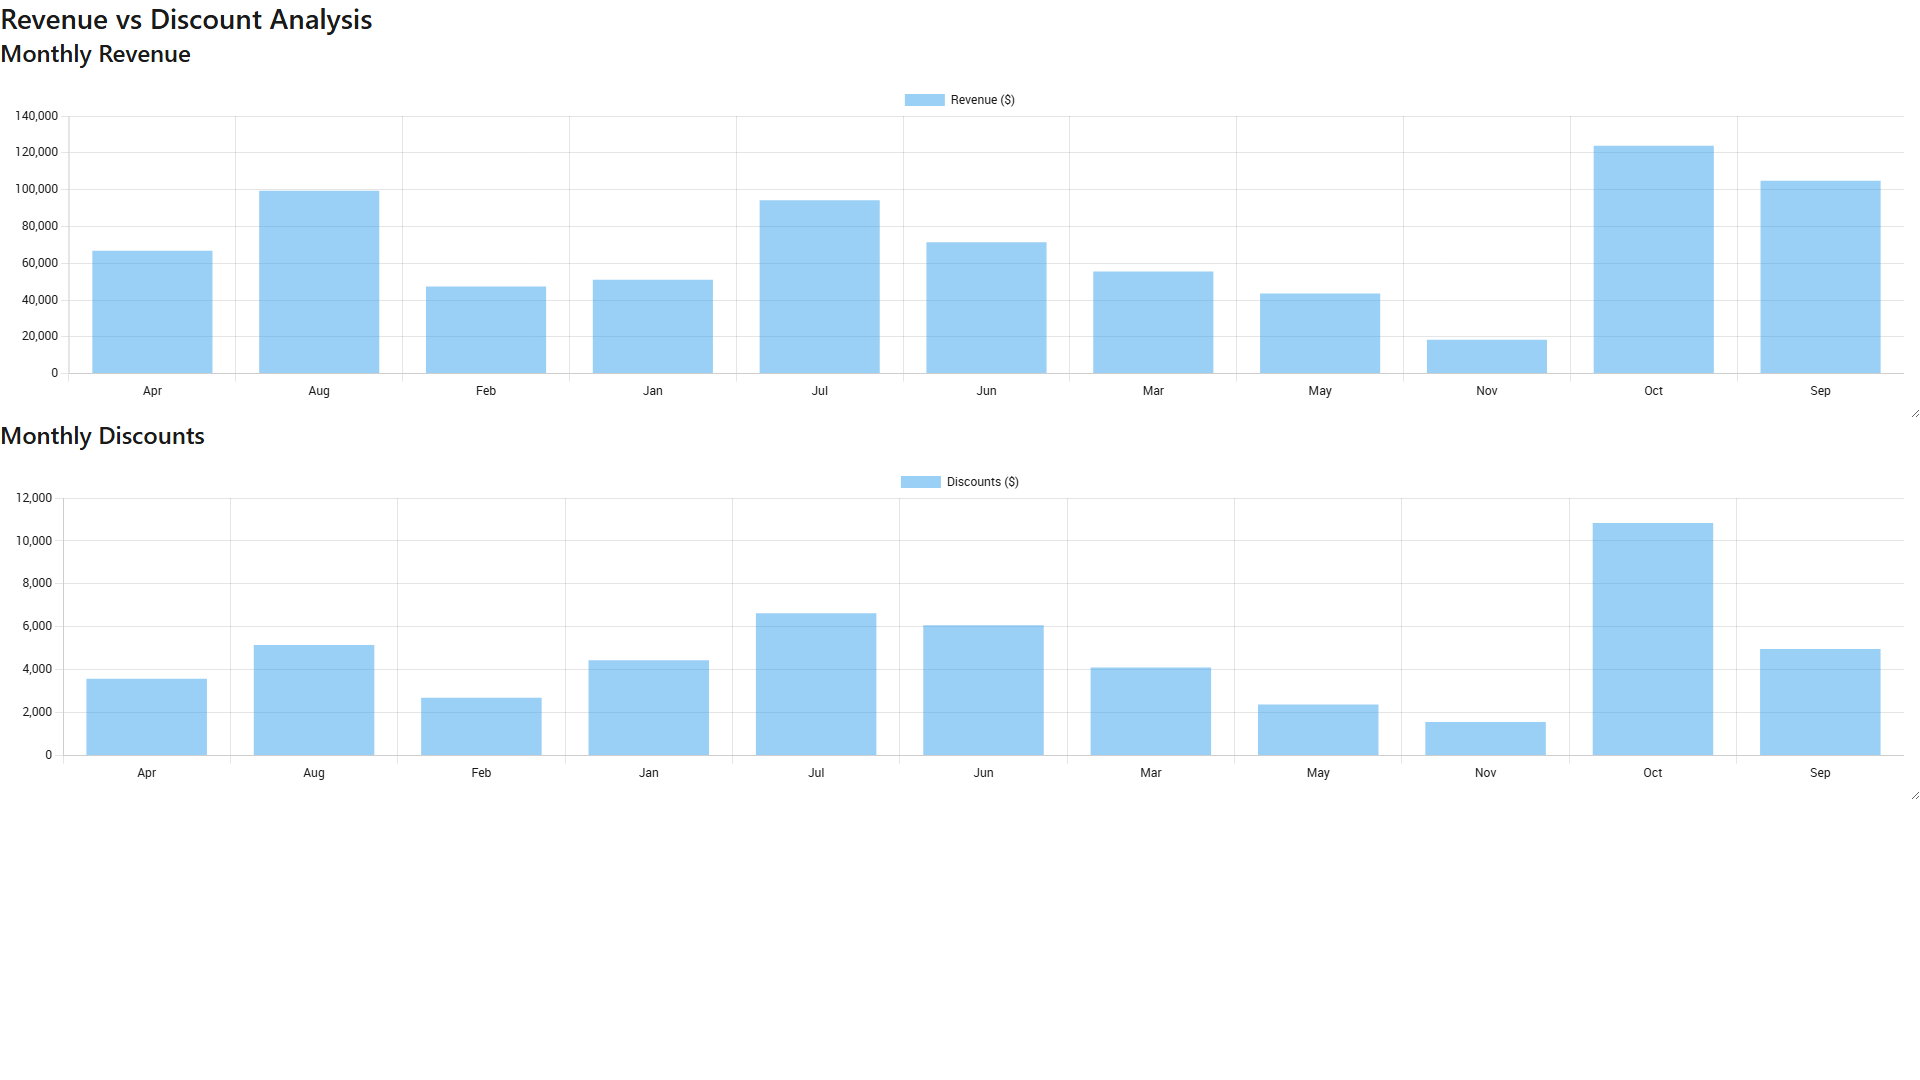 Revenue vs Discount Analysis
Monthly Revenue
Revenue ($)
140,000
120,000
100,000
80,000
60,000
40,000
20,000
0
Apr Aug Feb Jan Jul Jun Mar May Nov Oct Sep
Monthly Discounts
Discounts ($)
12,000
10,000
8,000
6,000
4,000
2,000
0
Apr Aug Feb Jan Jul Jun Mar May Nov Oct Sep